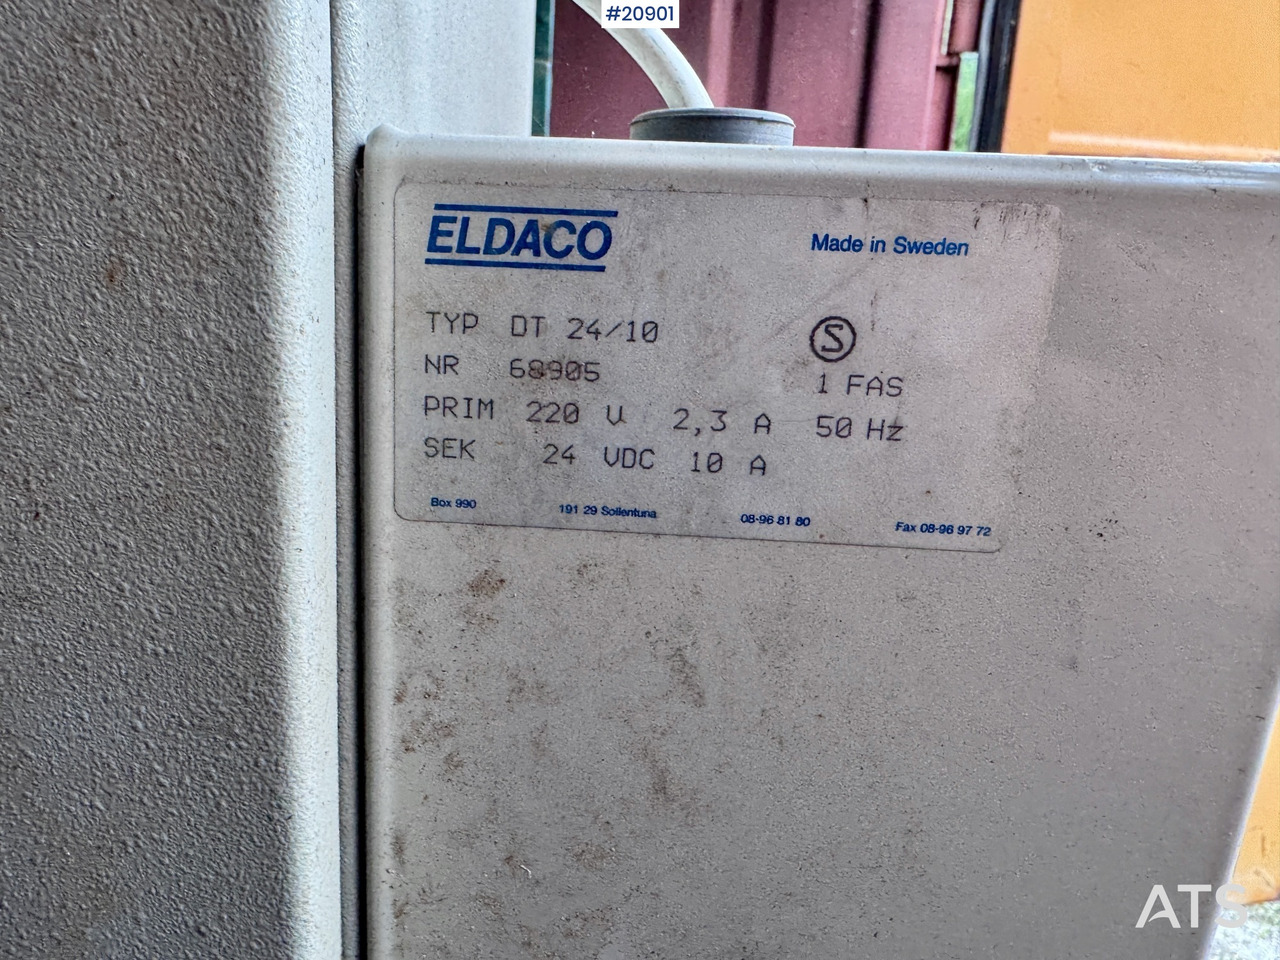 #20901
ELDACO
Made in Sweden
TYP DT 24/10
S
NR 68905
1 FAS
PRIM 220 V 2,3 A 50 Hz
SEK 24 VDC 10 A
Box 990 191 29 Sollentuna 08-96 81 80 Fax 08-96 97 72
ATS